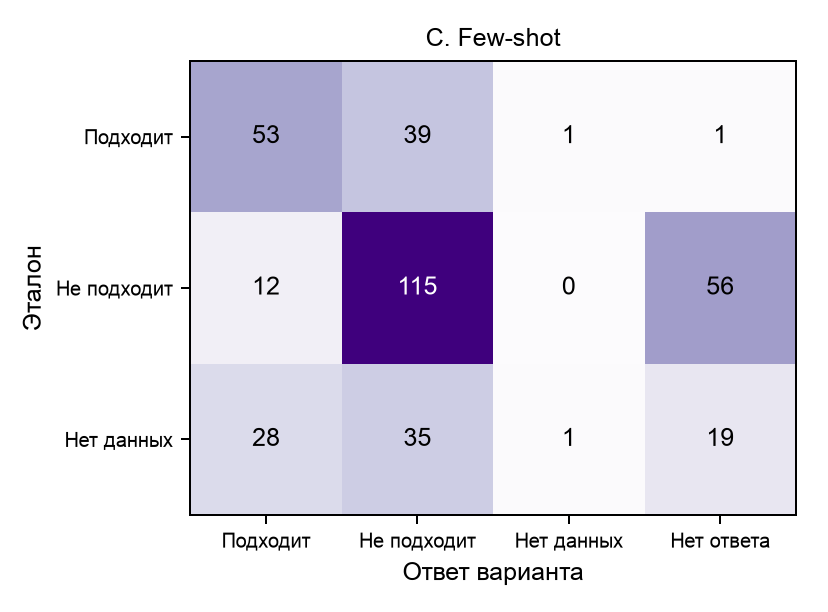 C. Few-shot
Эталон
Подходит 53 39 1 1
Не подходит 12 115 0 56
Нет данных 28 35 1 19
Подходит Не подходит Нет данных Нет ответа
Ответ варианта